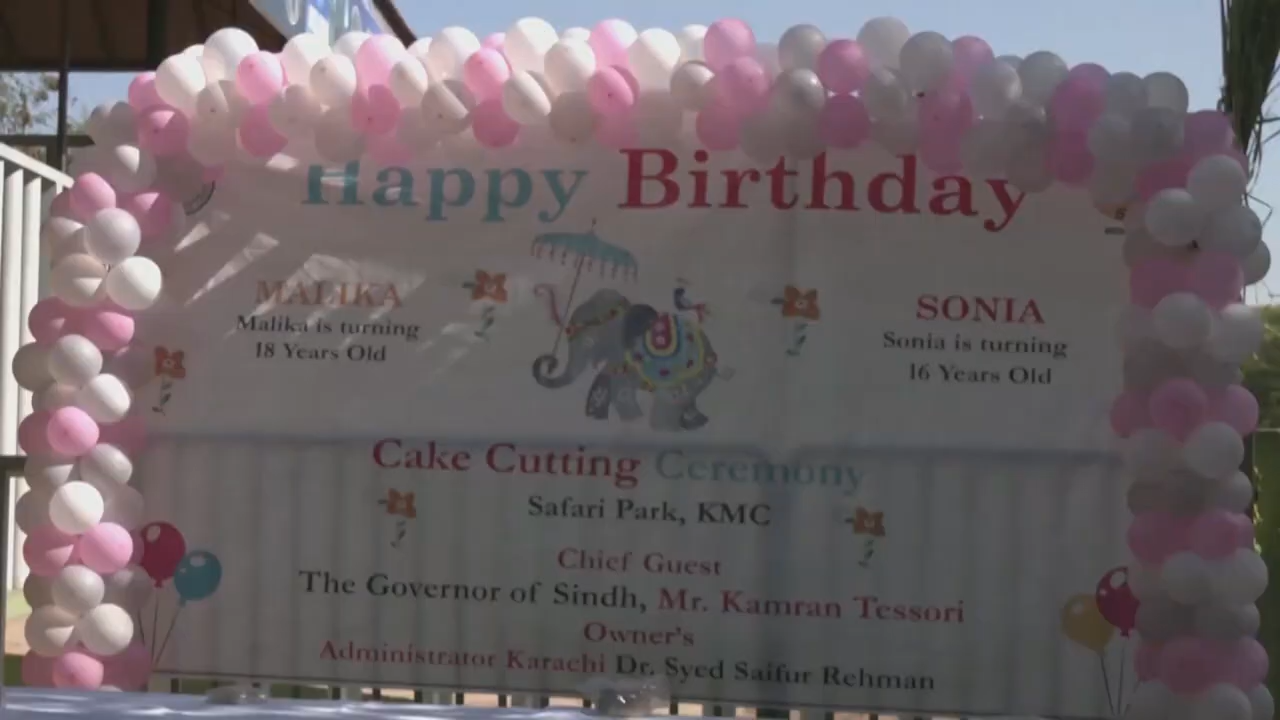 Happy Birthday
MALIKA
Malika is turning
18 Years Old
SONIA
Sonia is turning
16 Years Old
Cake Cutting Ceremony
Safari Park, KMC
Chief Guest
The Governor of Sindh, Mr. Kamran Tessori
Owner's
Administrator Karachi Dr. Syed Saifur Rehman